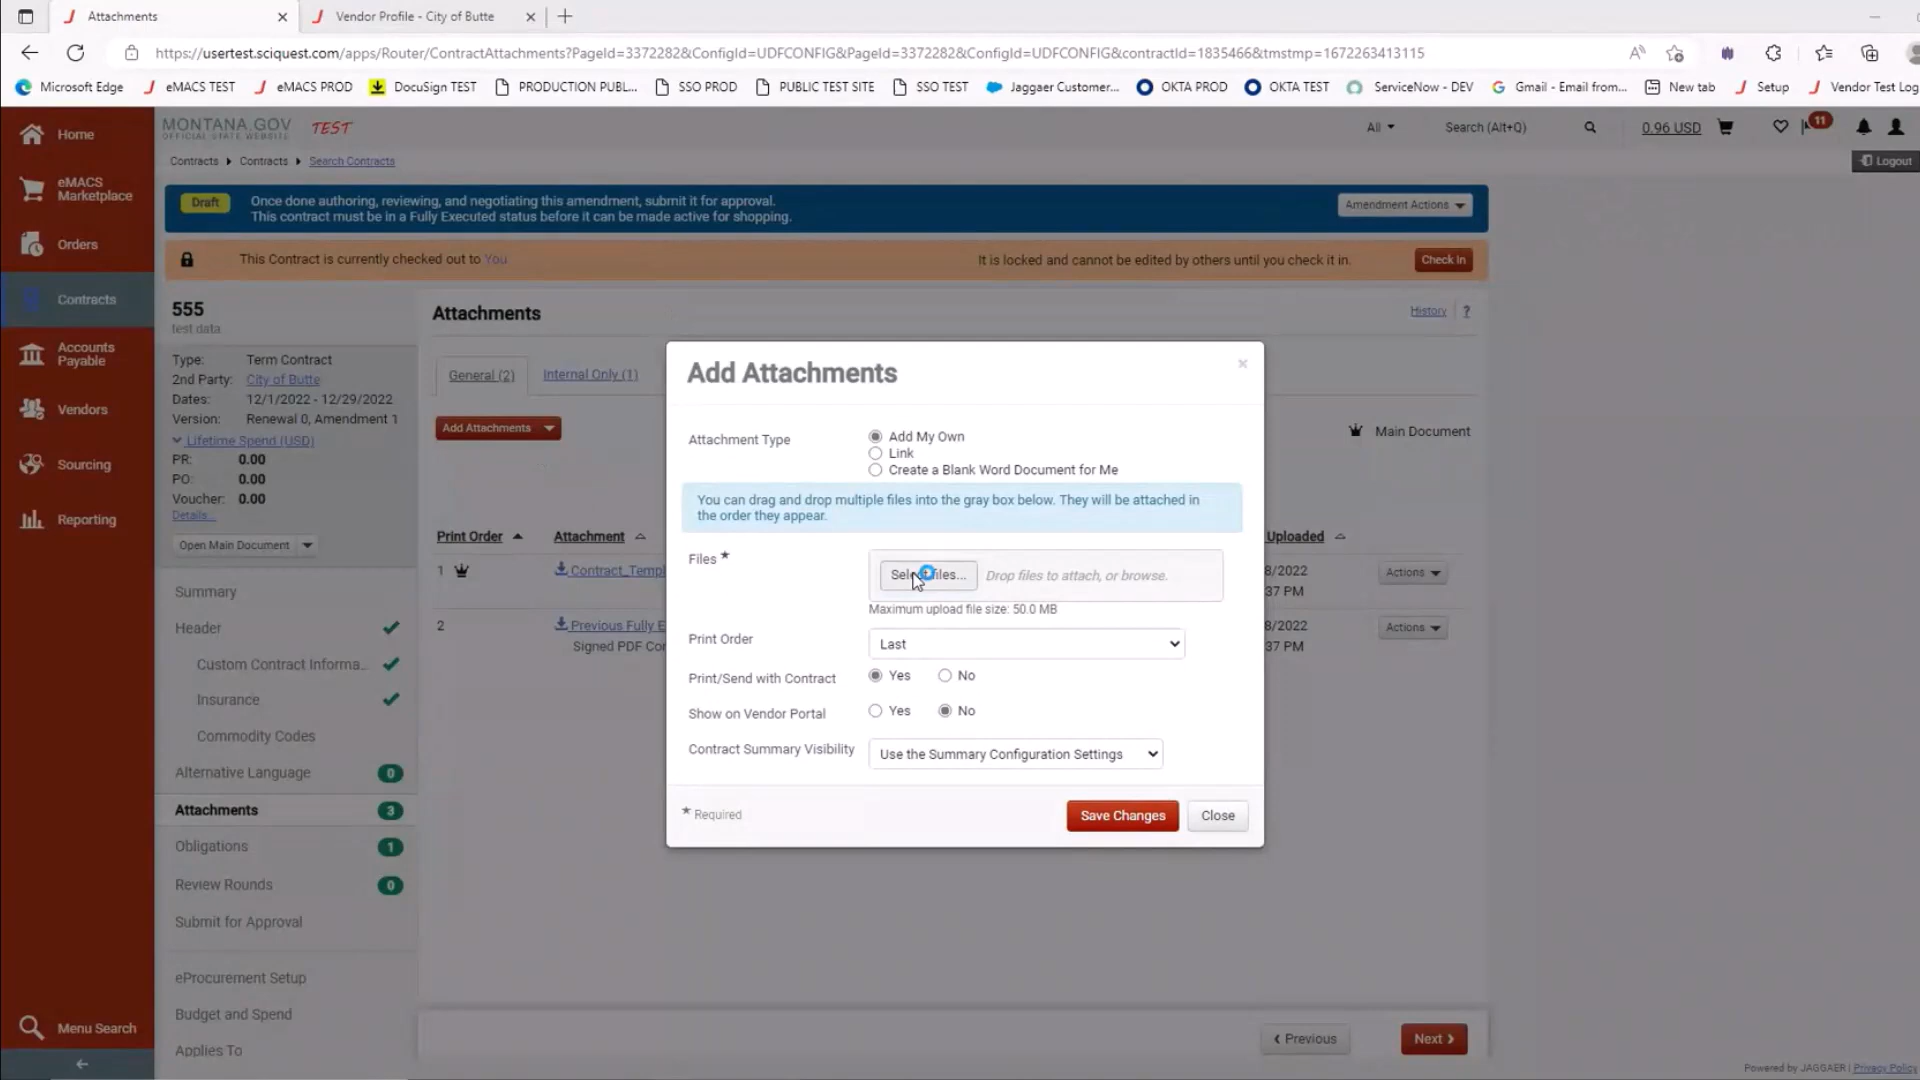 Attachments
Vendor Profile - City of Butte
https://usertest.sciquest.com/apps/Router/ContractAttachments?PageId=3372282&ConfigId=UDFCONFIG&PageId=3372282&ConfigId=UDFCONFIG&contractId=1835466&tmstmp=1672263413115
Microsoft Edge
eMACS TEST
eMACS PROD
DocuSign TEST
PRODUCTION PUBL...
SSO PROD
PUBLIC TEST SITE
SSO TEST
Jaggaer Customer...
OKTA PROD
OKTA TEST
ServiceNow - DEV
Gmail - Email from...
New tab
Setup
Vendor Test Log
Home
eMACS
Marketplace
Orders
Contracts
Accounts
Payable
Vendors
Sourcing
Reporting
Menu Search
MONTANA.GOV
OFFICIAL STATE WEBSITE
TEST
All
Search (Alt+Q)
0.96 USD
11
Contracts
Contracts
Search Contracts
Logout
Draft
Once done authoring, reviewing, and negotiating this amendment, submit it for approval.
This contract must be in a Fully Executed status before it can be made active for shopping.
Amendment Actions
This Contract is currently checked out to You
It is locked and cannot be edited by others until you check it in.
Check In
555
test data
Type: Term Contract
2nd Party: City of Butte
Dates: 12/1/2022 - 12/29/2022
Version: Renewal 0, Amendment 1
Lifetime Spend (USD)
PR: 0.00
PO: 0.00
Voucher: 0.00
Details...
Open Main Document
Summary
Header
Custom Contract Informa...
Insurance
Commodity Codes
Alternative Language 0
Attachments 3
Obligations 1
Review Rounds 0
Submit for Approval
eProcurement Setup
Budget and Spend
Applies To
Attachments
History ?
General (2)
Internal Only (1)
Add Attachments
Main Document
Print Order
Attachment
Uploaded
1
Contract_Templ
8/2022
37 PM
Actions
2
Previous Fully E
Signed PDF Cor
8/2022
37 PM
Actions
Add Attachments
×
Attachment Type
Add My Own
Link
Create a Blank Word Document for Me
You can drag and drop multiple files into the gray box below. They will be attached in
the order they appear.
Files *
Select files...
Drop files to attach, or browse.
Maximum upload file size: 50.0 MB
Print Order
Last
Print/Send with Contract
Yes
No
Show on Vendor Portal
Yes
No
Contract Summary Visibility
Use the Summary Configuration Settings
* Required
Save Changes
Close
Previous
Next
Powered by JAGGAER | Privacy Policy